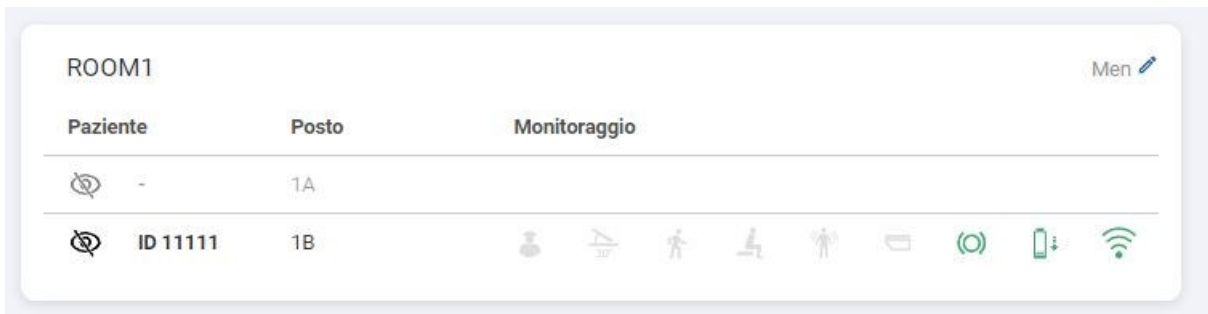 ROOM1 Men
Paziente Posto Monitoraggio
- 1A
ID 11111 1B